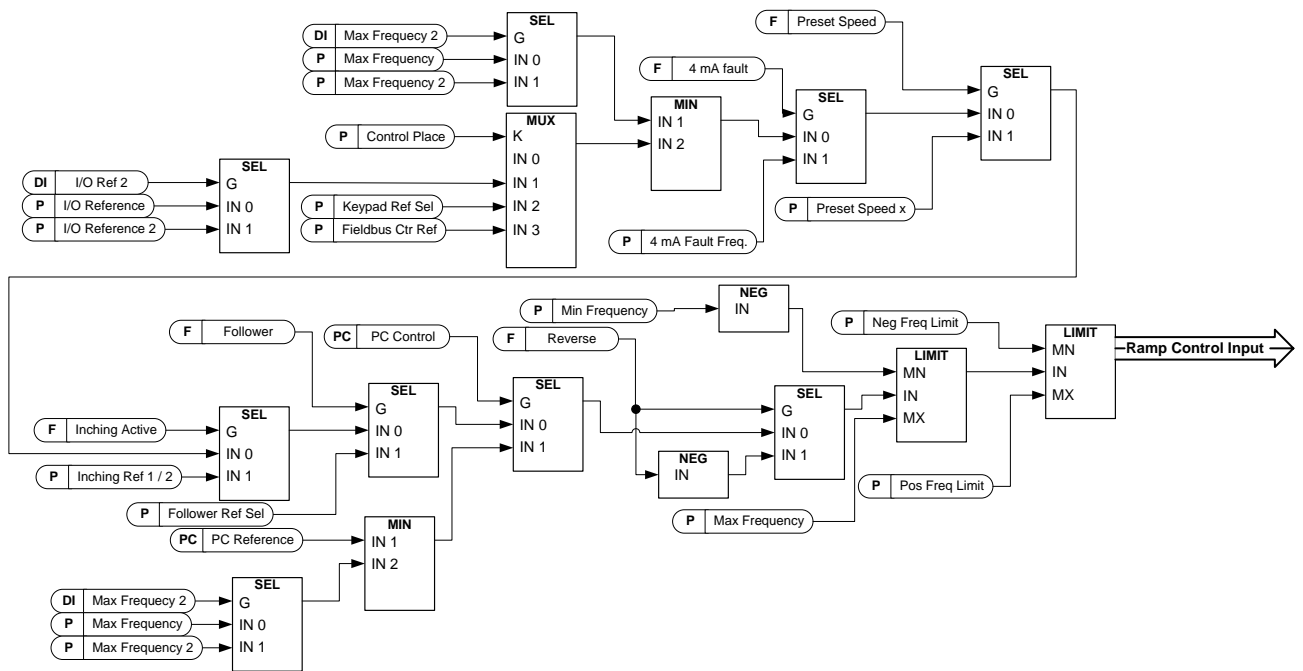 SEL
DI Max Frequecy 2
G
P Max Frequency
IN 0
P Max Frequency 2
IN 1
F Preset Speed
SEL
G
IN 0
IN 1
F 4 mA fault
SEL
G
IN 0
IN 1
MIN
IN 1
IN 2
MUX
P Control Place
K
IN 0
IN 1
P Keypad Ref Sel
IN 2
P Fieldbus Ctr Ref
IN 3
SEL
DI I/O Ref 2
G
P I/O Reference
IN 0
P I/O Reference 2
IN 1
P Preset Speed x
P 4 mA Fault Freq.
P Min Frequency
NEG
IN
F Follower
PC PC Control
F Reverse
P Neg Freq Limit
LIMIT
MN
IN
MX
Ramp Control Input
LIMIT
MN
IN
MX
SEL
G
IN 0
IN 1
SEL
G
IN 0
IN 1
SEL
G
IN 0
IN 1
SEL
F Inching Active
G
IN 0
P Inching Ref 1 / 2
IN 1
NEG
IN
P Pos Freq Limit
P Follower Ref Sel
P Max Frequency
MIN
PC PC Reference
IN 1
IN 2
SEL
DI Max Frequecy 2
G
P Max Frequency
IN 0
P Max Frequency 2
IN 1